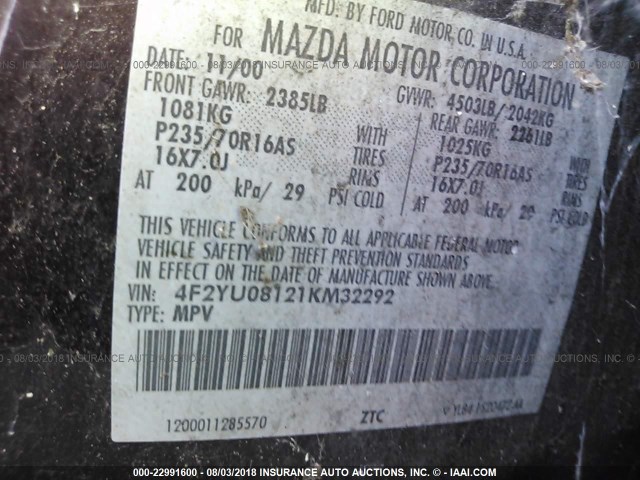 MFD. BY FORD MOTOR CO. IN U.S.A.
FOR MAZDA MOTOR CORPORATION
DATE: 11/00 GVWR: 4503LB/ 2042KG
FRONT GAWR: 2385LB REAR GAWR: 2261LB
1081KG WITH 1025KG WITH
P235/70R16AS TIRES P235/70R16AS TIRES
16X7.0J RIMS 16X7.0J RIMS
AT 200 kPa/ 29 PSI COLD AT 200 kPa/ 29 PSI COLD
THIS VEHICLE CONFORMS TO ALL APPLICABLE FEDERAL MOTOR
VEHICLE SAFETY AND THEFT PREVENTION STANDARDS
IN EFFECT ON THE DATE OF MANUFACTURE SHOWN ABOVE.
VIN: 4F2YU08121KM32292
TYPE: MPV
1200011285570 ZTC
000-22991600 - 08/03/2018 INSURANCE AUTO AUCTIONS, INC. © - IAAI.com